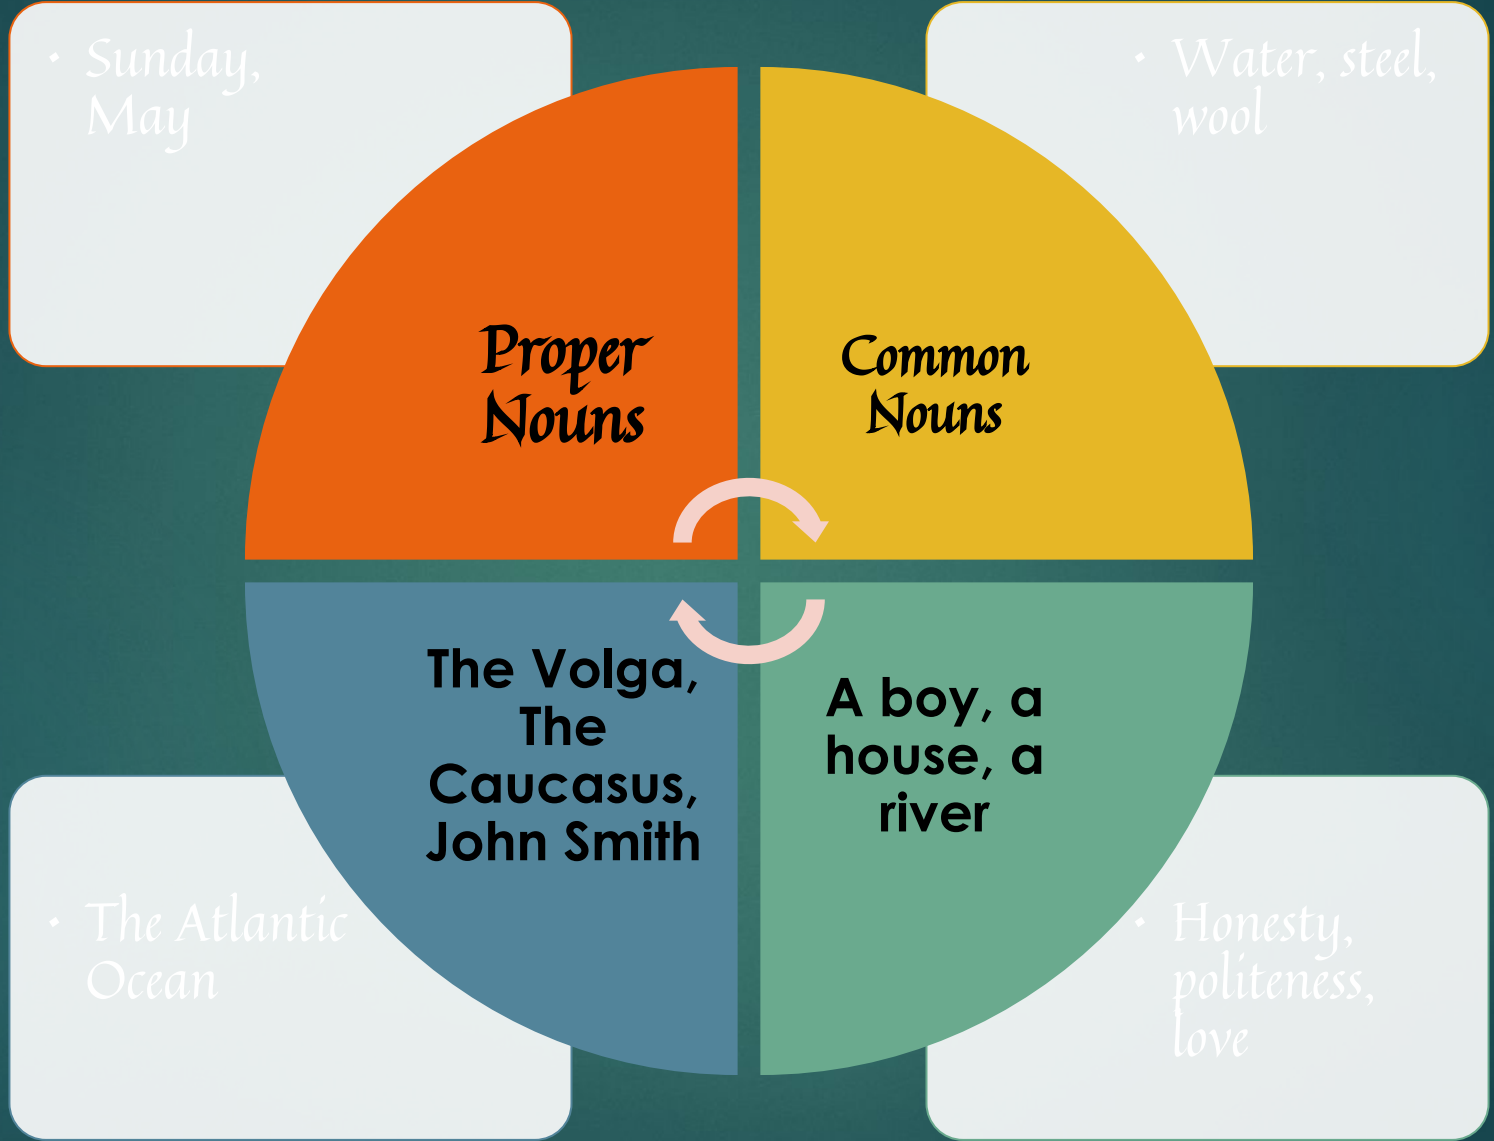 • Sunday,
May
• Water, steel,
wool
Proper
Nouns
Common
Nouns
The Volga,
The
Caucasus,
John Smith
A boy, a
house, a
river
• The Atlantic
Ocean
• Honesty,
politeness,
love